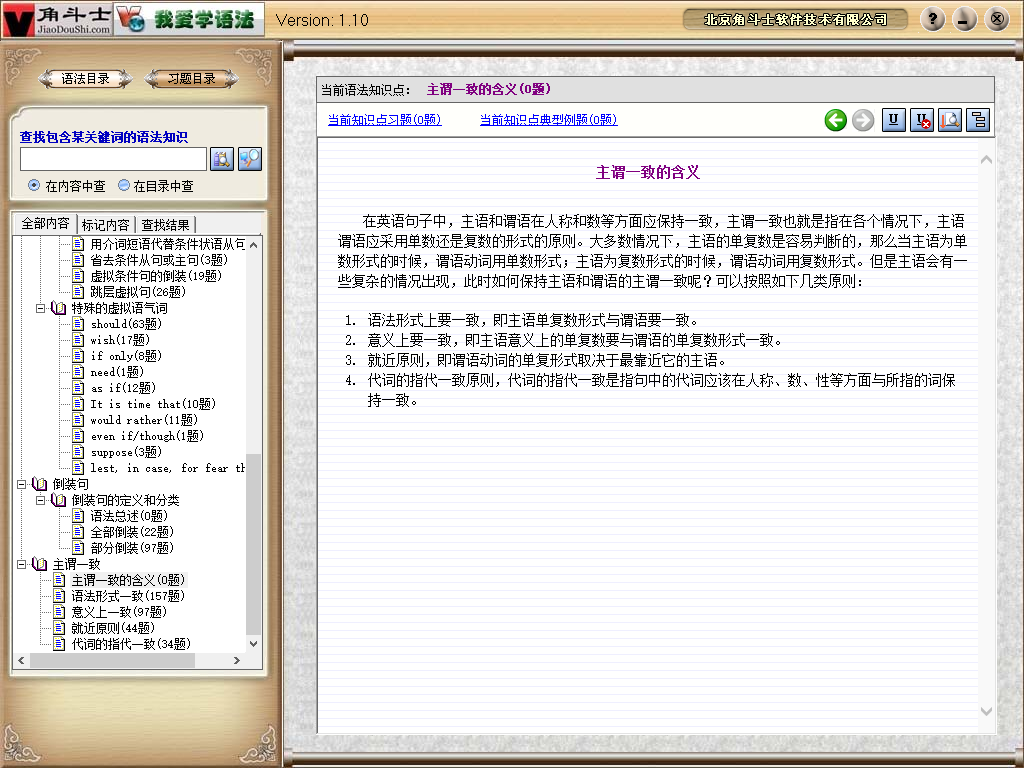 角斗士
JiaoDouShi.com
我爱学语法
Version: 1.10
北京角斗士软件技术有限公司
语法目录
习题目录
查找包含某关键词的语法知识
在内容中查
在目录中查
全部内容
标记内容
查找结果
用介词短语代替条件状语从句
省去条件从句或主句(3题)
虚拟条件句的倒装(19题)
跳层虚拟句(26题)
特殊的虚拟语气词
should(63题)
wish(17题)
if only(8题)
need(1题)
as if(12题)
It is time that(10题)
would rather(11题)
even if/though(1题)
suppose(3题)
lest, in case, for fear th
倒装句
倒装句的定义和分类
语法总述(0题)
全部倒装(22题)
部分倒装(97题)
主谓一致
主谓一致的含义(0题)
语法形式一致(157题)
意义上一致(97题)
就近原则(44题)
代词的指代一致(34题)
当前语法知识点： 主谓一致的含义(0题)
当前知识点习题(0题)
当前知识点典型例题(0题)
主谓一致的含义
在英语句子中，主语和谓语在人称和数等方面应保持一致，主谓一致也就是指在各个情况下，主语
谓语应采用单数还是复数的形式的原则。大多数情况下，主语的单复数是容易判断的，那么当主语为单
数形式的时候，谓语动词用单数形式；主语为复数形式的时候，谓语动词用复数形式。但是主语会有一
些复杂的情况出现，此时如何保持主语和谓语的主谓一致呢？可以按照如下几类原则：
1. 语法形式上要一致，即主语单复数形式与谓语要一致。
2. 意义上要一致，即主语意义上的单复数要与谓语的单复数形式一致。
3. 就近原则，即谓语动词的单复形式取决于最靠近它的主语。
4. 代词的指代一致原则，代词的指代一致是指句中的代词应该在人称、数、性等方面与所指的词保
持一致。